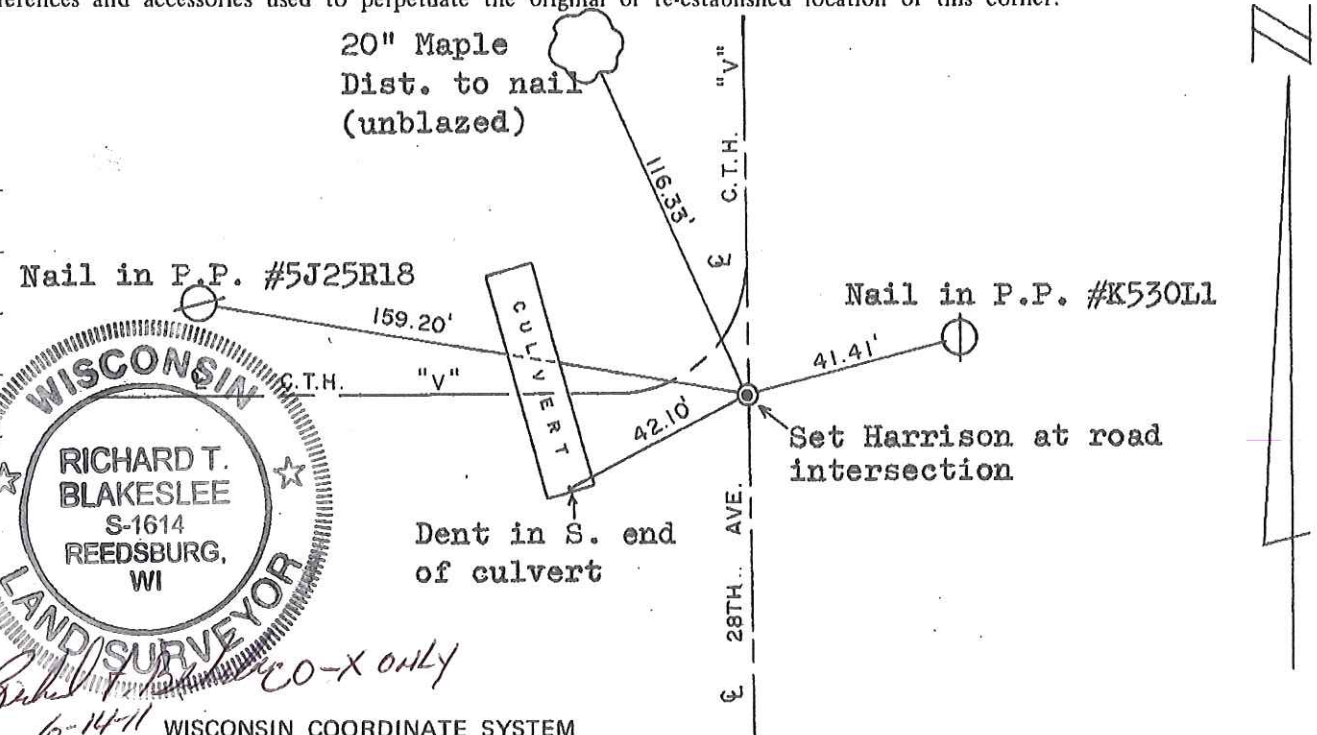 ferences and accessories used to perpetuate the original or re-established location of this corner.
20" Maple
Dist. to nail
(unblazed)
C.T.H. "V"
116.33'
Nail in P.P. #5J25R18
159.20'
CULVERT
Nail in P.P. #K530L1
41.41'
C.T.H. "V"
42.10'
Set Harrison at road
intersection
Dent in S. end
of culvert
℄ 28TH. AVE.
WISCONSIN
RICHARD T.
BLAKESLEE
S-1614
REEDSBURG,
WI
LAND SURVEYOR
CO-X ONLY
6-14-11
WISCONSIN COORDINATE SYSTEM